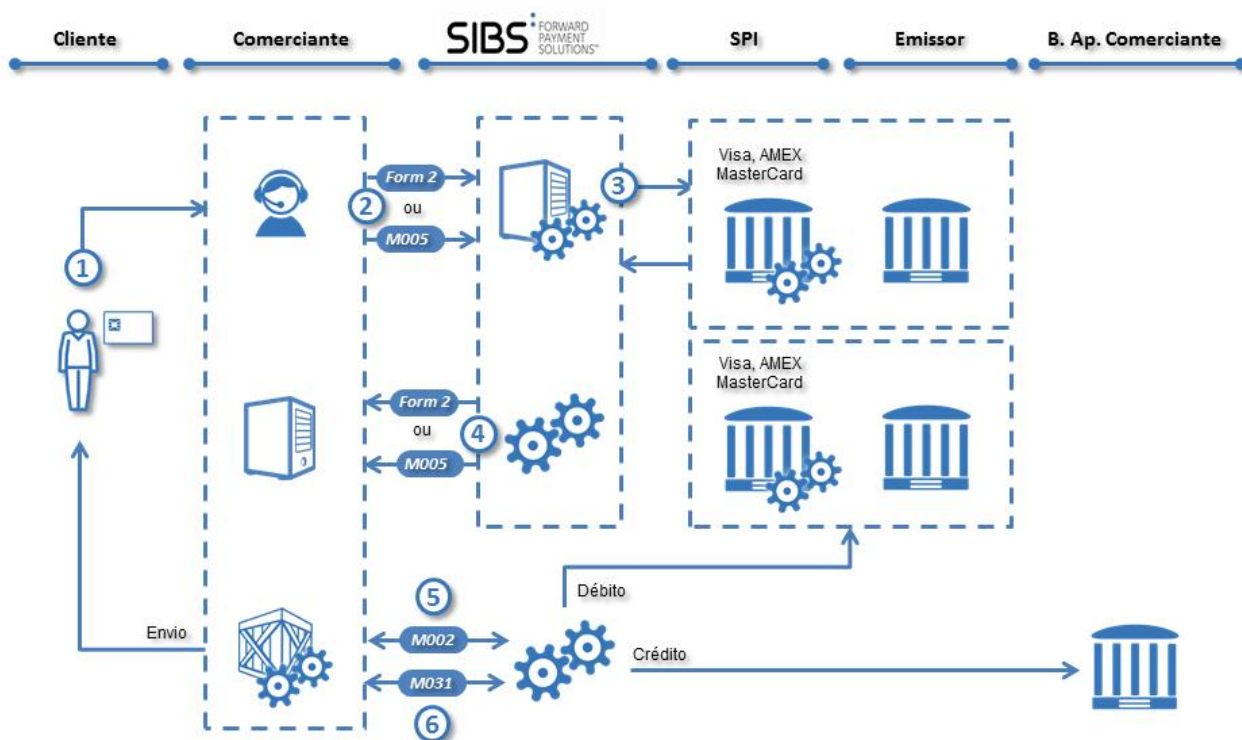 Cliente
Comerciante
SIBS FORWARD
PAYMENT
SOLUTIONS™
SPI
Emissor
B. Ap. Comerciante
1
2
Form 2
ou
M005
3
Visa, AMEX
MasterCard
Form 2
ou
M005
4
Visa, AMEX
MasterCard
Envio
5
M002
M031
6
Débito
Crédito